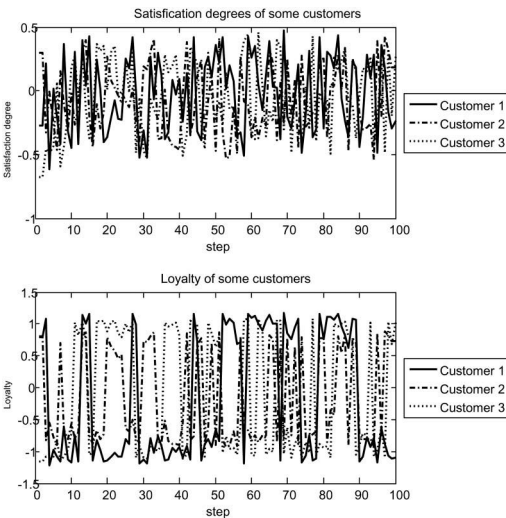 Satisfication degrees of some customers
0.5
0
-0.5
-1
Satisfaction degree
0 10 20 30 40 50 60 70 80 90 100
step
Customer 1
Customer 2
Customer 3
Loyalty of some customers
1.5
1
0.5
0
-0.5
-1
-1.5
Loyalty
0 10 20 30 40 50 60 70 80 90 100
step
Customer 1
Customer 2
Customer 3